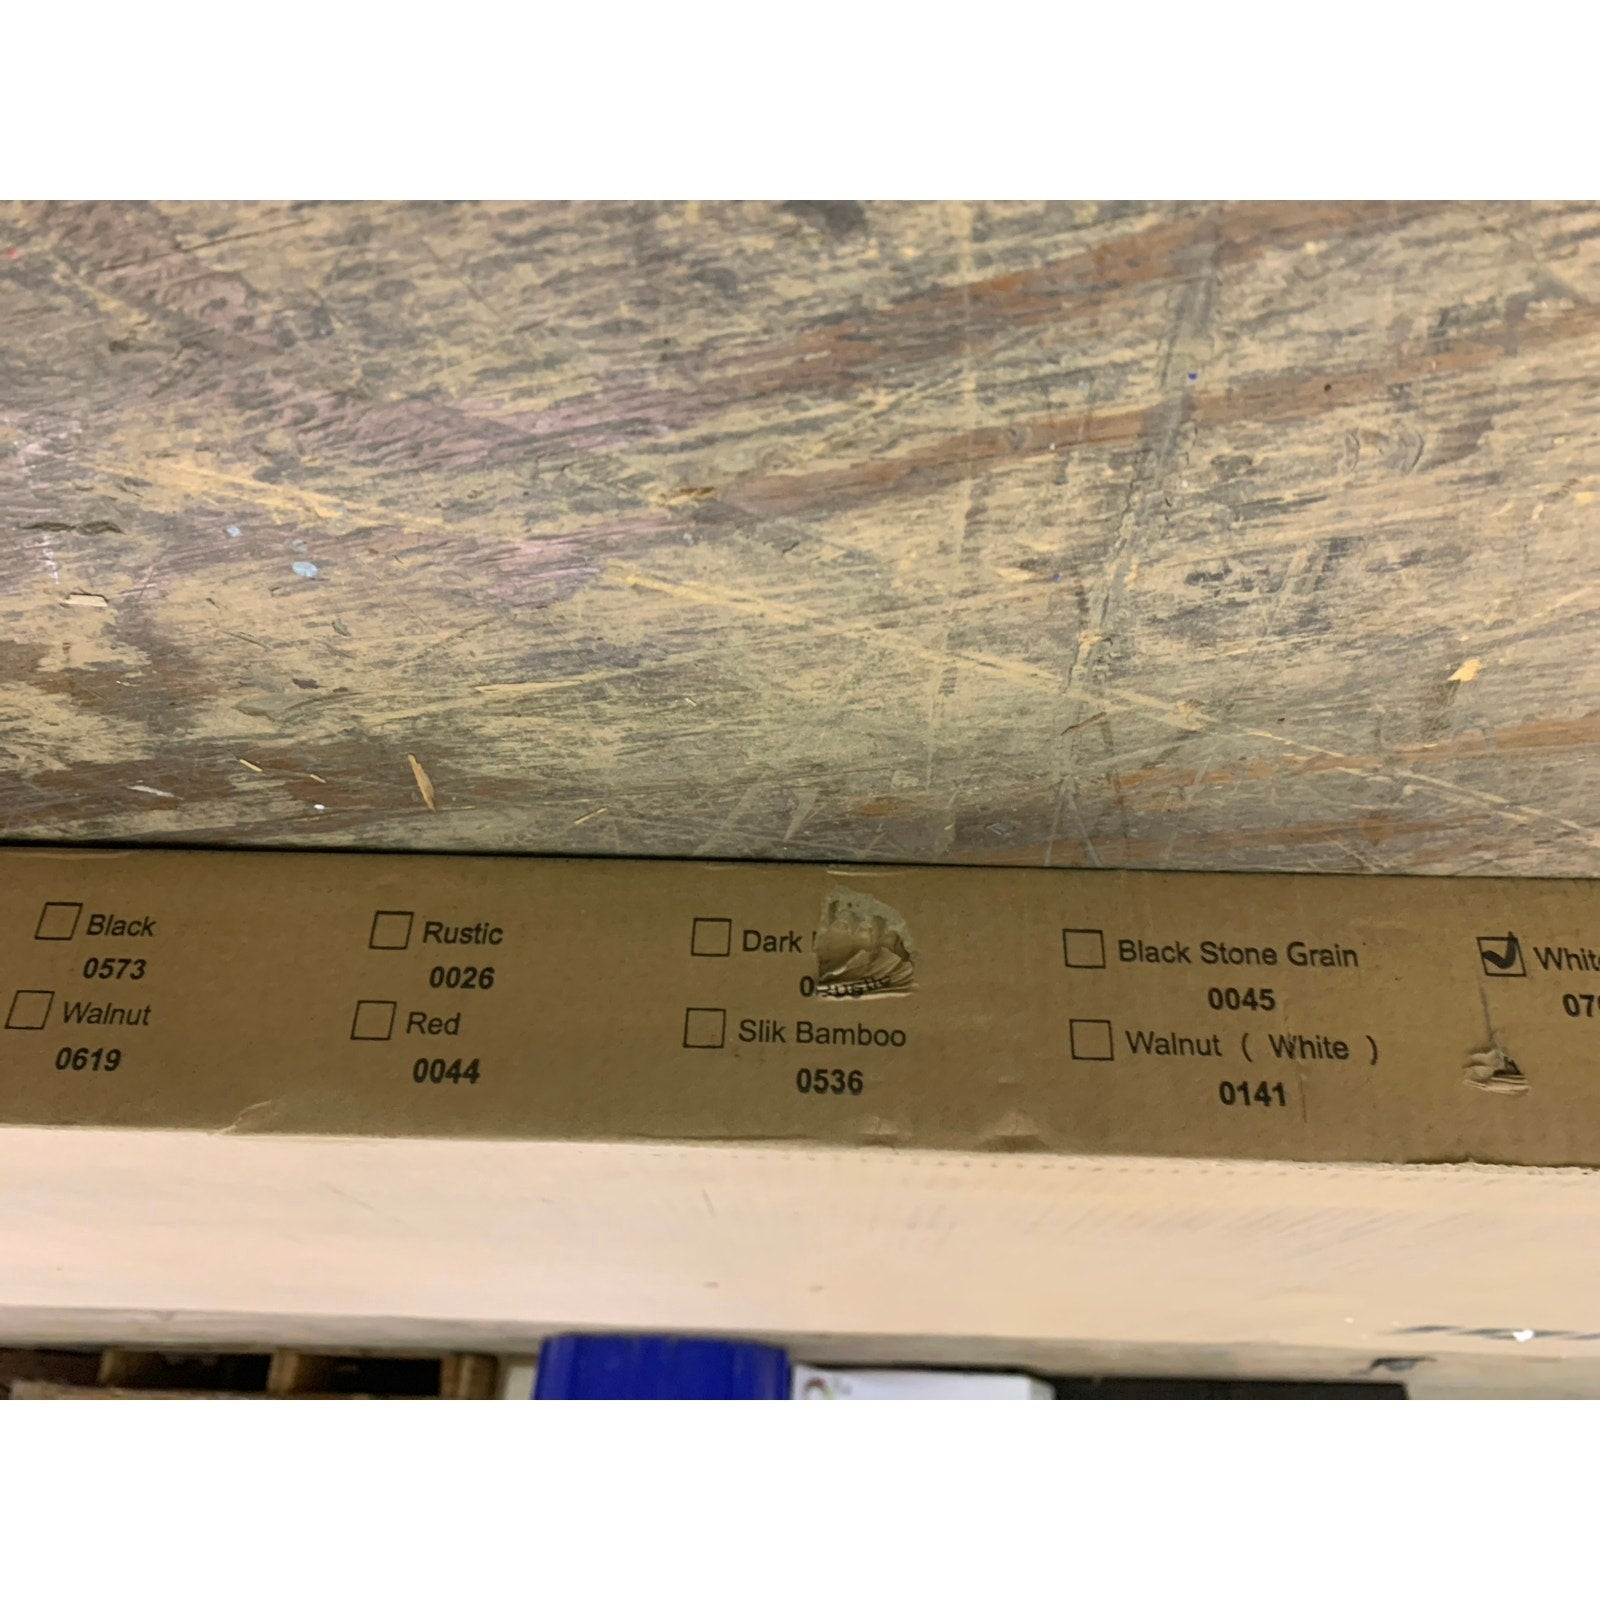 Black Rustic Dark Black Stone Grain
0573 0026 0045
Walnut Red Slik Bamboo Walnut ( White )
0619 0044 0536 0141